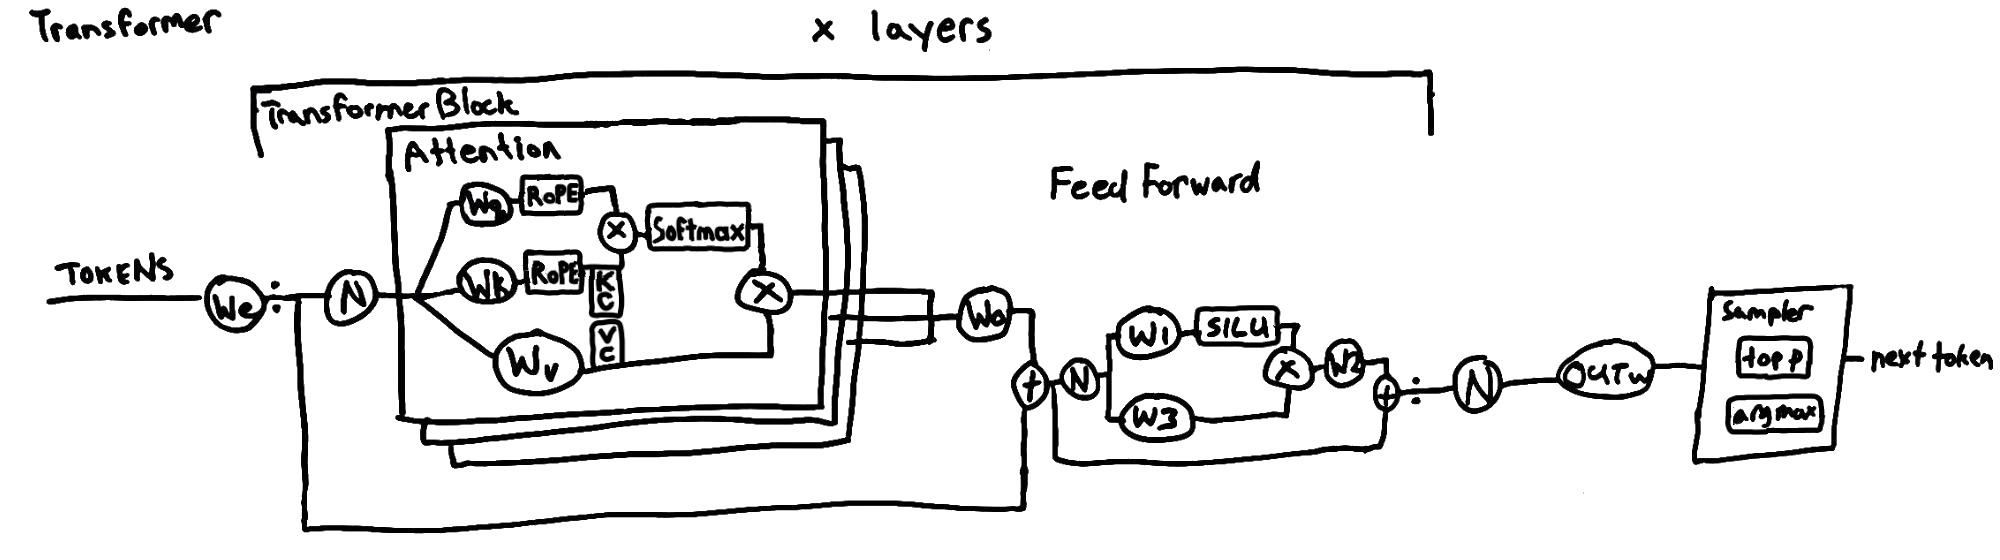 Transformer
x layers
Transformer Block
Attention
Feed Forward
TOKENS
We
N
Wq
RoPE
x
Softmax
Wk
RoPE
KC
Wv
VC
x
Wo
+
N
W1
SILU
x
W2
W3
+
N
OUTw
Sampler
top p
argmax
next token